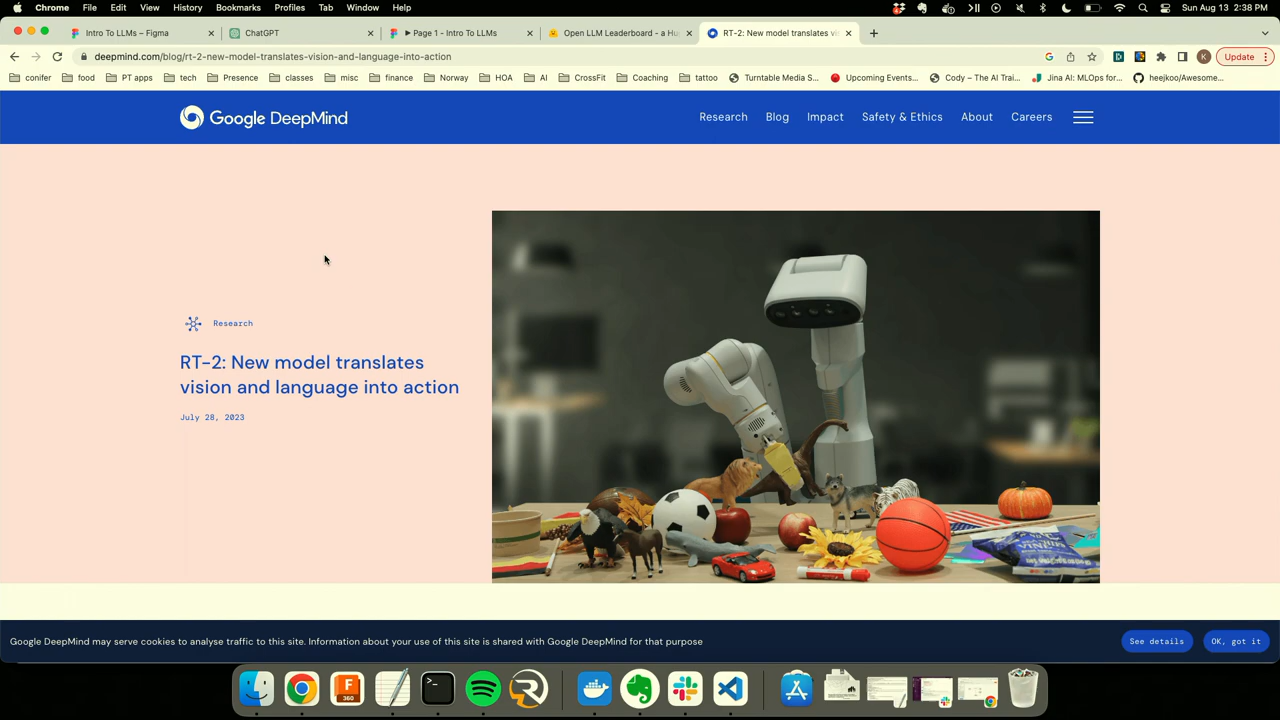 Chrome File Edit View History Bookmarks Profiles Tab Window Help Sun Aug 13 2:38 PM
Intro To LLMs – Figma ChatGPT Page 1 - Intro To LLMs Open LLM Leaderboard - a Hu RT-2: New model translates vis
deepmind.com/blog/rt-2-new-model-translates-vision-and-language-into-action K Update
conifer food PT apps tech Presence classes misc finance Norway HOA AI CrossFit Coaching tattoo Turntable Media S... Upcoming Events... Cody – The AI Trai... Jina AI: MLOps for... heejkoo/Awesome...
Google DeepMind Research Blog Impact Safety & Ethics About Careers
Research
RT-2: New model translates
vision and language into action
July 28, 2023
Google DeepMind may serve cookies to analyse traffic to this site. Information about your use of this site is shared with Google DeepMind for that purpose See details OK, got it
F
360